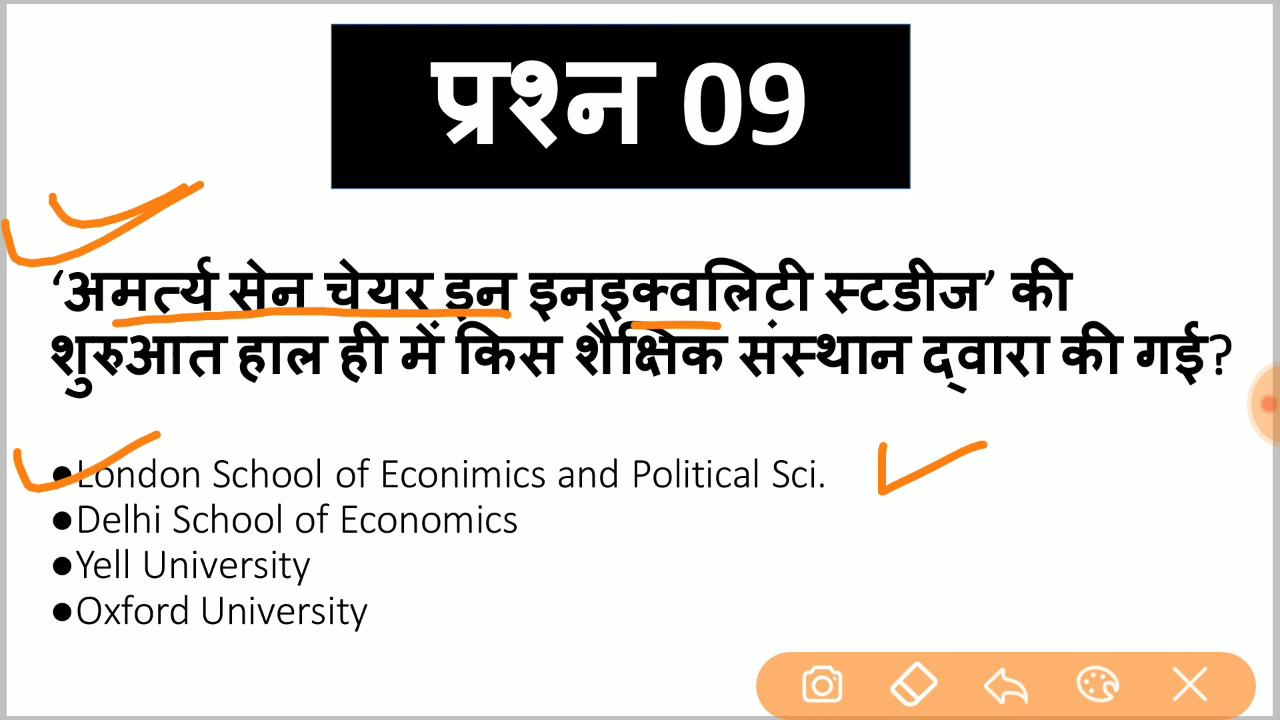 प्रश्न 09
‘अमर्त्य सेन चेयर इन इनइक्वलिटी स्टडीज’ की
शुरुआत हाल ही में किस शैक्षिक संस्थान द्वारा की गई?
●London School of Econimics and Political Sci.
●Delhi School of Economics
●Yell University
●Oxford University